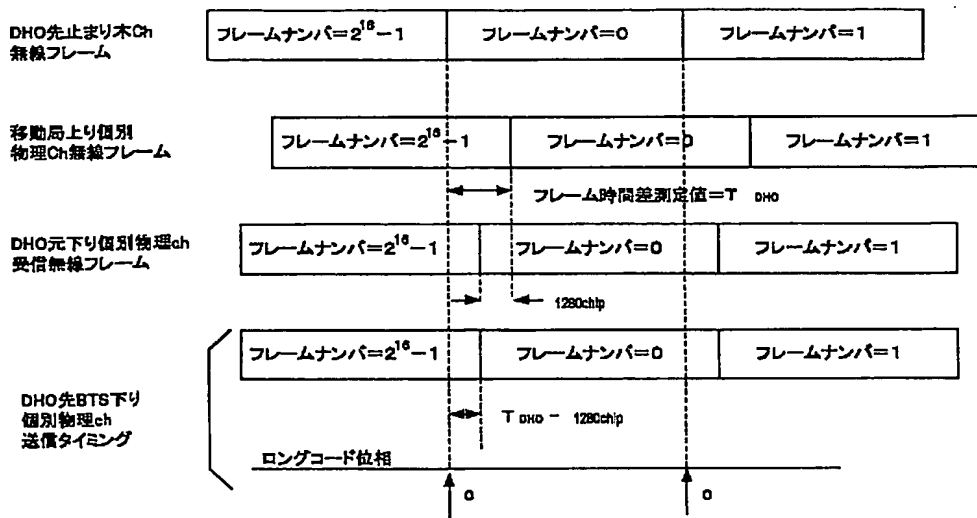 DHO先止まり木Ch
無線フレーム
フレームナンバ=2^16-1
フレームナンバ=0
フレームナンバ=1
移動局上り個別
物理Ch無線フレーム
フレームナンバ=2^16-1
フレームナンバ=0
フレームナンバ=1
フレーム時間差測定値=T DHO
DHO元下り個別物理ch
受信無線フレーム
フレームナンバ=2^16-1
フレームナンバ=0
フレームナンバ=1
1280chip
DHO先BTS下り
個別物理ch
送信タイミング
フレームナンバ=2^16-1
フレームナンバ=0
フレームナンバ=1
T DHO - 1280chip
ロングコード位相
0
0